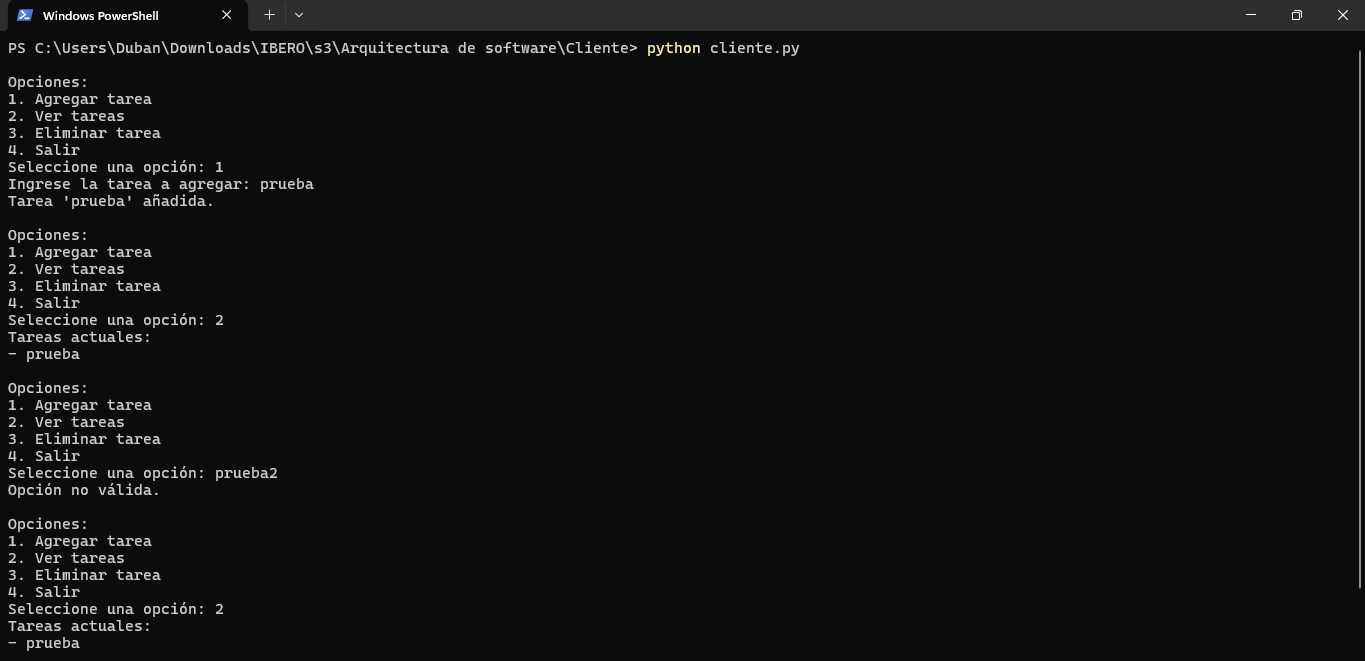 Windows PowerShell
PS C:\Users\Duban\Downloads\IBERO\s3\Arquitectura de software\Cliente> python cliente.py
Opciones:
1. Agregar tarea
2. Ver tareas
3. Eliminar tarea
4. Salir
Seleccione una opción: 1
Ingrese la tarea a agregar: prueba
Tarea 'prueba' añadida.
Opciones:
1. Agregar tarea
2. Ver tareas
3. Eliminar tarea
4. Salir
Seleccione una opción: 2
Tareas actuales:
- prueba
Opciones:
1. Agregar tarea
2. Ver tareas
3. Eliminar tarea
4. Salir
Seleccione una opción: prueba2
Opción no válida.
Opciones:
1. Agregar tarea
2. Ver tareas
3. Eliminar tarea
4. Salir
Seleccione una opción: 2
Tareas actuales:
- prueba